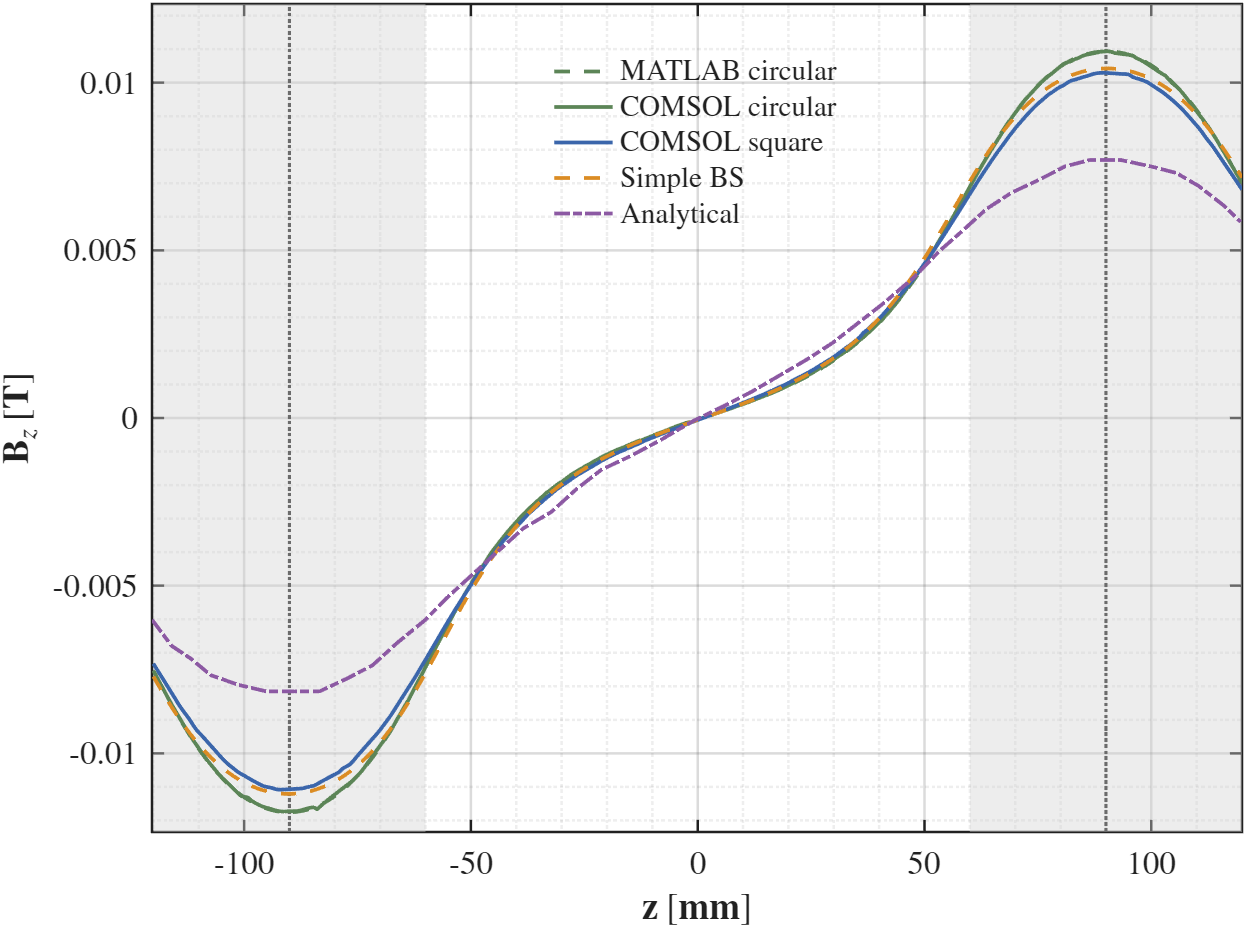 MATLAB circular
COMSOL circular
COMSOL square
Simple BS
Analytical
0.01
0.005
0
-0.005
-0.01
B_z [T]
-100 -50 0 50 100
z [mm]